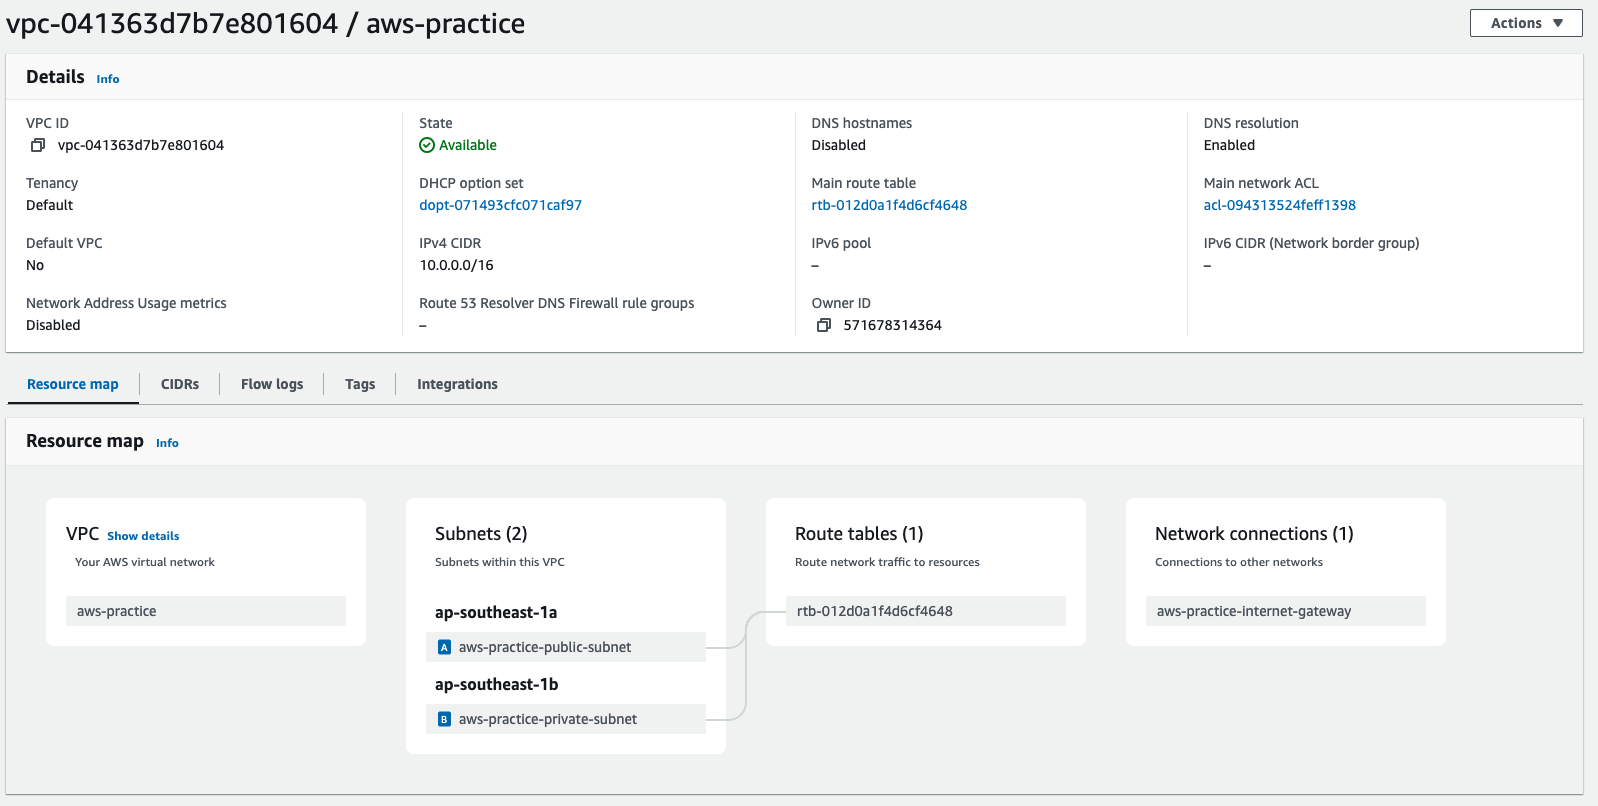 vpc-041363d7b7e801604 / aws-practice
Actions
Details Info
VPC ID
vpc-041363d7b7e801604
State
Available
DNS hostnames
Disabled
DNS resolution
Enabled
Tenancy
Default
DHCP option set
dopt-071493cfc071caf97
Main route table
rtb-012d0a1f4d6cf4648
Main network ACL
acl-094313524feff1398
Default VPC
No
IPv4 CIDR
10.0.0.0/16
IPv6 pool
–
IPv6 CIDR (Network border group)
–
Network Address Usage metrics
Disabled
Route 53 Resolver DNS Firewall rule groups
–
Owner ID
571678314364
Resource map
CIDRs
Flow logs
Tags
Integrations
Resource map Info
VPC Show details
Your AWS virtual network
aws-practice
Subnets (2)
Subnets within this VPC
ap-southeast-1a
A aws-practice-public-subnet
ap-southeast-1b
B aws-practice-private-subnet
Route tables (1)
Route network traffic to resources
rtb-012d0a1f4d6cf4648
Network connections (1)
Connections to other networks
aws-practice-internet-gateway